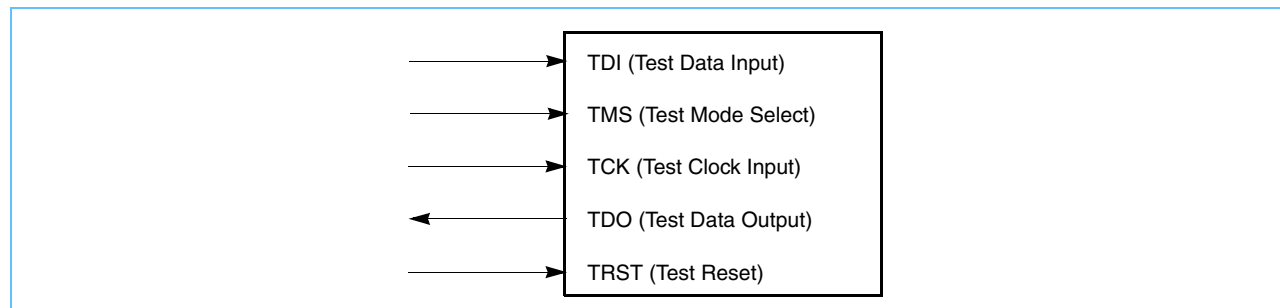 TDI (Test Data Input)
TMS (Test Mode Select)
TCK (Test Clock Input)
TDO (Test Data Output)
TRST (Test Reset)